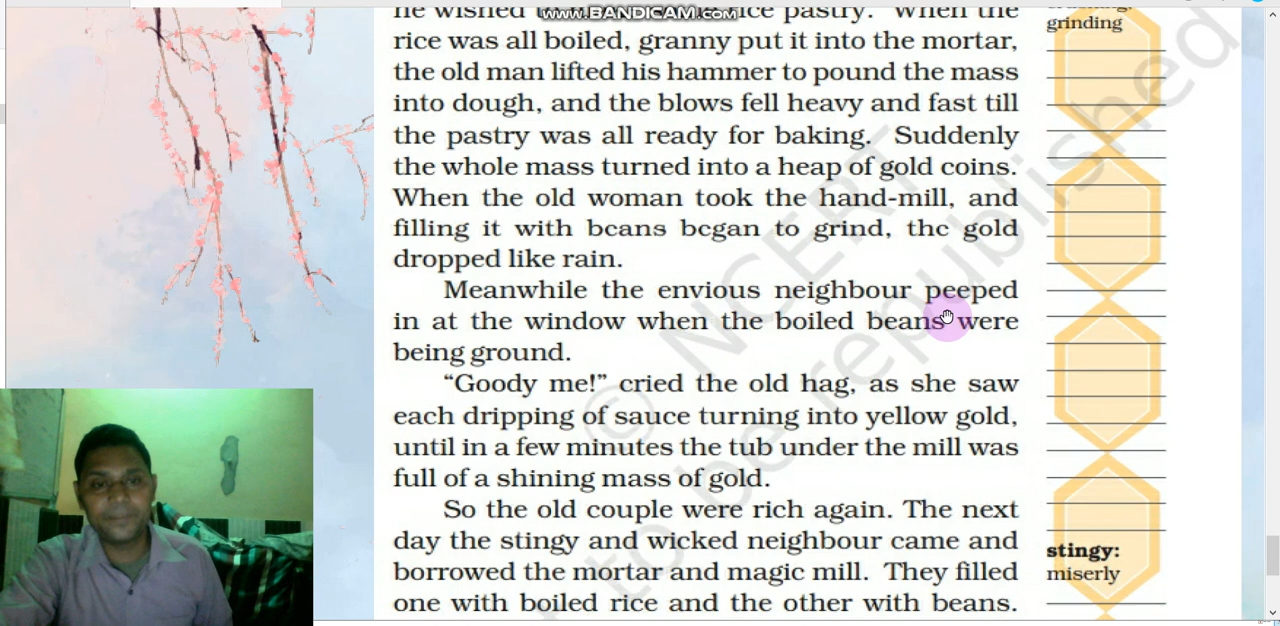 he wished
www.BANDICAM.com
rice pastry. When the
rice was all boiled, granny put it into the mortar,
the old man lifted his hammer to pound the mass
into dough, and the blows fell heavy and fast till
the pastry was all ready for baking. Suddenly
the whole mass turned into a heap of gold coins.
When the old woman took the hand-mill, and
filling it with beans began to grind, the gold
dropped like rain.
Meanwhile the envious neighbour peeped
in at the window when the boiled beans were
being ground.
“Goody me!” cried the old hag, as she saw
each dripping of sauce turning into yellow gold,
until in a few minutes the tub under the mill was
full of a shining mass of gold.
So the old couple were rich again. The next
day the stingy and wicked neighbour came and
borrowed the mortar and magic mill. They filled
one with boiled rice and the other with beans.
grinding
stingy:
miserly
© NCERT
to be republished